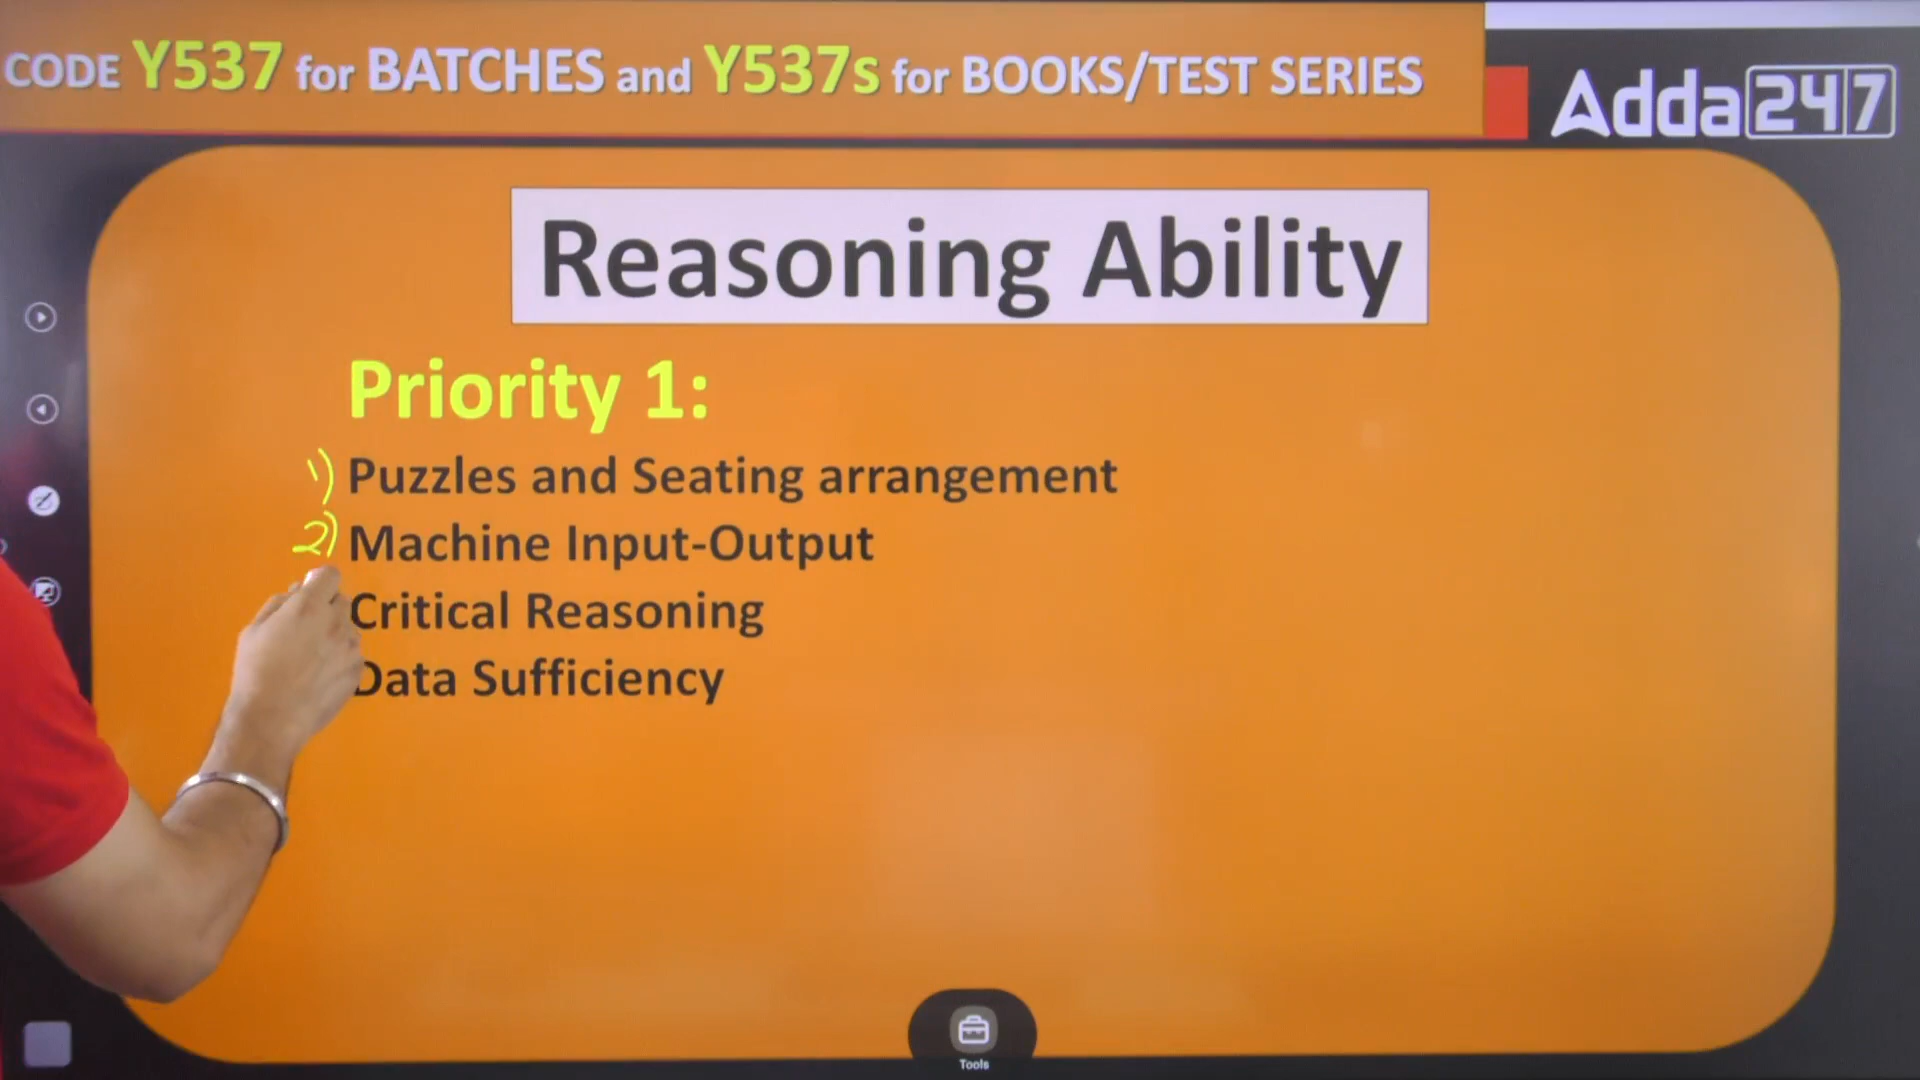 CODE Y537 for BATCHES and Y537s for BOOKS/TEST SERIES
Adda247
Reasoning Ability
Priority 1:
1) Puzzles and Seating arrangement
2) Machine Input-Output
Critical Reasoning
Data Sufficiency
Tools